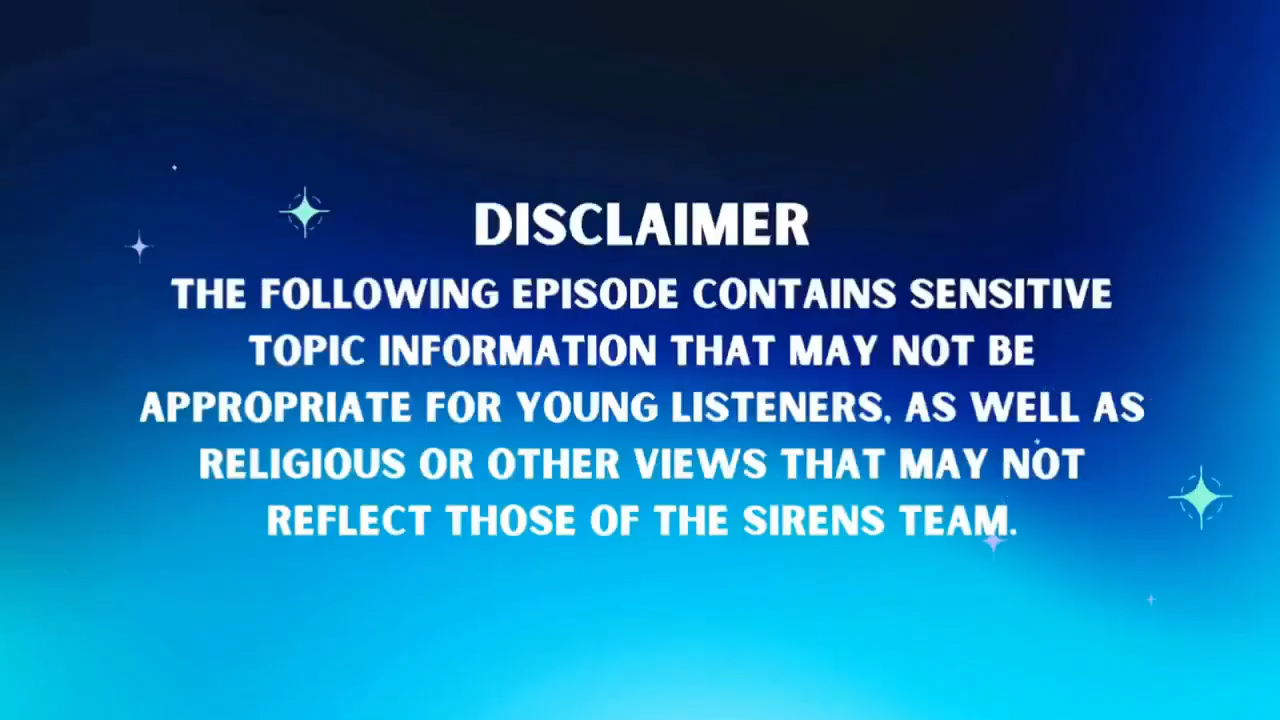 DISCLAIMER
THE FOLLOWING EPISODE CONTAINS SENSITIVE
TOPIC INFORMATION THAT MAY NOT BE
APPROPRIATE FOR YOUNG LISTENERS, AS WELL AS
RELIGIOUS OR OTHER VIEWS THAT MAY NOT
REFLECT THOSE OF THE SIRENS TEAM.